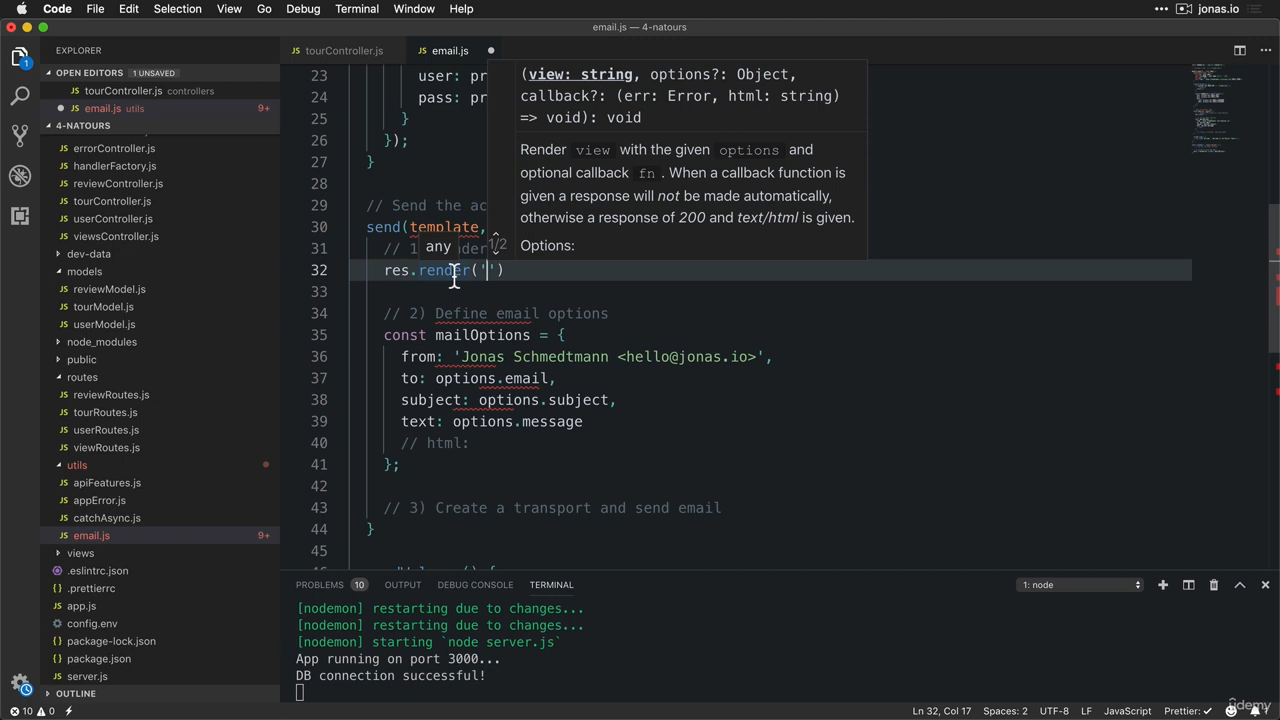 Code File Edit Selection View Go Debug Terminal Window Help
jonas.io
email.js — 4-natours
EXPLORER
OPEN EDITORS 1 UNSAVED
JS tourController.js controllers
JS email.js utils 9+
4-NATOURS
JS errorController.js
JS handlerFactory.js
JS reviewController.js
JS tourController.js
JS userController.js
JS viewsController.js
dev-data
models
JS reviewModel.js
JS tourModel.js
JS userModel.js
node_modules
public
routes
JS reviewRoutes.js
JS tourRoutes.js
JS userRoutes.js
JS viewRoutes.js
utils
JS apiFeatures.js
JS appError.js
JS catchAsync.js
JS email.js 9+
views
.eslintrc.json
.prettierrc
JS app.js
config.env
package-lock.json
package.json
JS server.js
OUTLINE
JS tourController.js
JS email.js
23 user: pr
24 pass: pr
25 }
26 });
27 }
28
29 // Send the ac
30 send(template,
31 // 1 nder
32 res.render('')
33
34 // 2) Define email options
35 const mailOptions = {
36 from: 'Jonas Schmedtmann <hello@jonas.io>',
37 to: options.email,
38 subject: options.subject,
39 text: options.message
40 // html:
41 };
42
43 // 3) Create a transport and send email
44 }
45
(view: string, options?: Object,
callback?: (err: Error, html: string)
=> void): void
Render view with the given options and
optional callback fn . When a callback function is
given a response will not be made automatically,
otherwise a response of 200 and text/html is given.
1/2
Options:
any
PROBLEMS 10 OUTPUT DEBUG CONSOLE TERMINAL
1: node
[nodemon] restarting due to changes...
[nodemon] restarting due to changes...
[nodemon] starting `node server.js`
App running on port 3000...
DB connection successful!
10 0
Ln 32, Col 17 Spaces: 2 UTF-8 LF JavaScript Prettier: ✓ 1
udemy